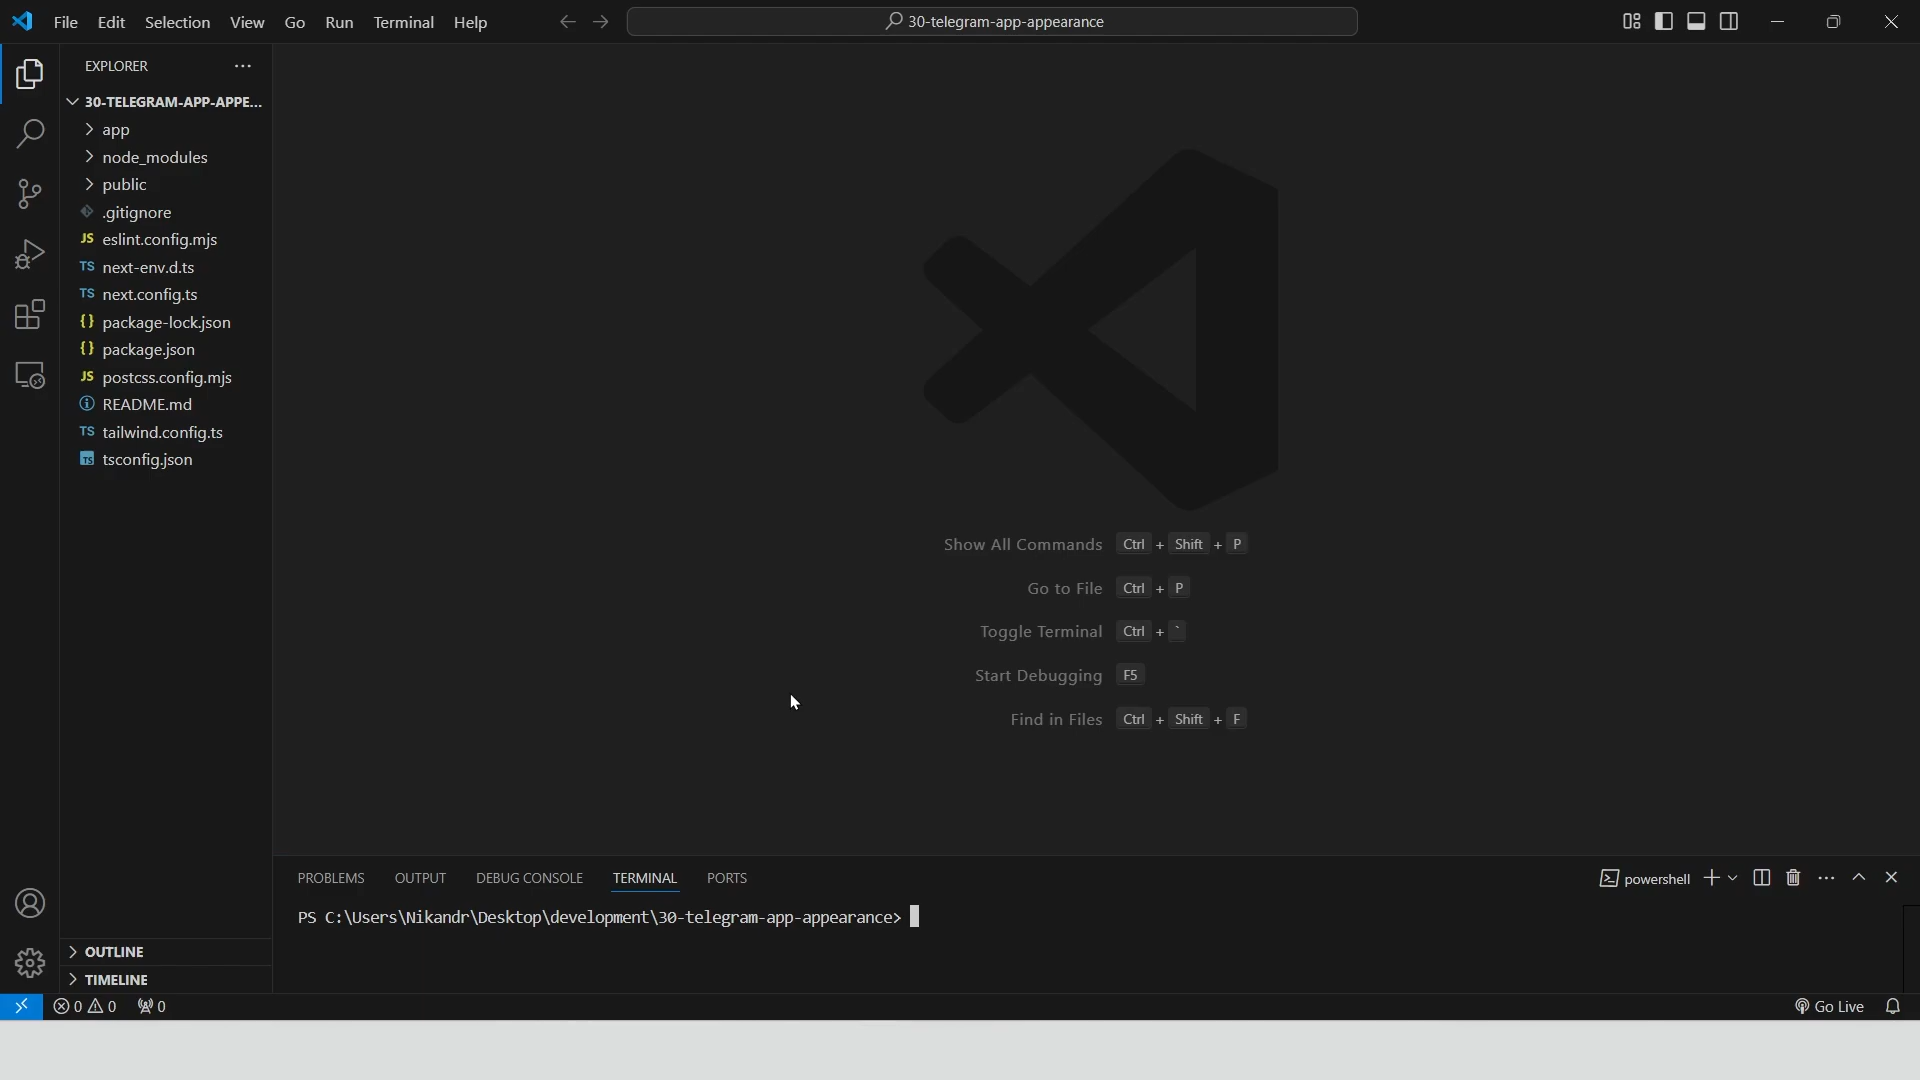 File Edit Selection View Go Run Terminal Help
30-telegram-app-appearance
EXPLORER
30-TELEGRAM-APP-APPE...
app
node_modules
public
.gitignore
JS eslint.config.mjs
TS next-env.d.ts
TS next.config.ts
{} package-lock.json
{} package.json
JS postcss.config.mjs
README.md
TS tailwind.config.ts
TS tsconfig.json
Show All Commands Ctrl + Shift + P
Go to File Ctrl + P
Toggle Terminal Ctrl + `
Start Debugging F5
Find in Files Ctrl + Shift + F
PROBLEMS OUTPUT DEBUG CONSOLE TERMINAL PORTS
powershell
PS C:\Users\Nikandr\Desktop\development\30-telegram-app-appearance>
OUTLINE
TIMELINE
0 0 0
Go Live